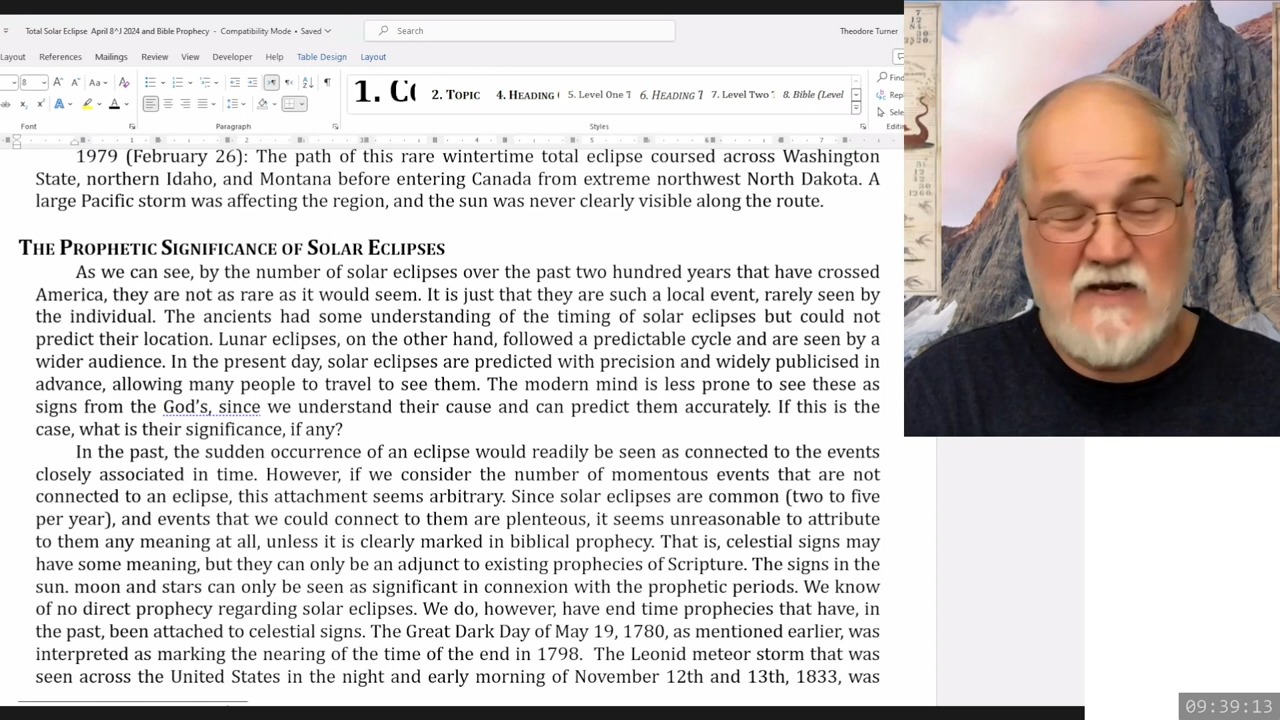 Total Solar Eclipse April 8^J 2024 and Bible Prophecy - Compatibility Mode • Saved
Search
Theodore Turner
Layout References Mailings Review View Developer Help Table Design Layout
8 A A Aa A
Find
1. Co 2. TOPIC 4. HEADING 5. Level One T 6. HEADING T 7. Level Two 8. Bible (Level
Repl
Sele
Font Paragraph Styles Editi
1 2 3 4 5 6 7
1979 (February 26): The path of this rare wintertime total eclipse coursed across Washington
State, northern Idaho, and Montana before entering Canada from extreme northwest North Dakota. A
large Pacific storm was affecting the region, and the sun was never clearly visible along the route.
THE PROPHETIC SIGNIFICANCE OF SOLAR ECLIPSES
As we can see, by the number of solar eclipses over the past two hundred years that have crossed
America, they are not as rare as it would seem. It is just that they are such a local event, rarely seen by
the individual. The ancients had some understanding of the timing of solar eclipses but could not
predict their location. Lunar eclipses, on the other hand, followed a predictable cycle and are seen by a
wider audience. In the present day, solar eclipses are predicted with precision and widely publicised in
advance, allowing many people to travel to see them. The modern mind is less prone to see these as
signs from the God's, since we understand their cause and can predict them accurately. If this is the
case, what is their significance, if any?
In the past, the sudden occurrence of an eclipse would readily be seen as connected to the events
closely associated in time. However, if we consider the number of momentous events that are not
connected to an eclipse, this attachment seems arbitrary. Since solar eclipses are common (two to five
per year), and events that we could connect to them are plenteous, it seems unreasonable to attribute
to them any meaning at all, unless it is clearly marked in biblical prophecy. That is, celestial signs may
have some meaning, but they can only be an adjunct to existing prophecies of Scripture. The signs in the
sun. moon and stars can only be seen as significant in connexion with the prophetic periods. We know
of no direct prophecy regarding solar eclipses. We do, however, have end time prophecies that have, in
the past, been attached to celestial signs. The Great Dark Day of May 19, 1780, as mentioned earlier, was
interpreted as marking the nearing of the time of the end in 1798. The Leonid meteor storm that was
seen across the United States in the night and early morning of November 12th and 13th, 1833, was
09:39:13